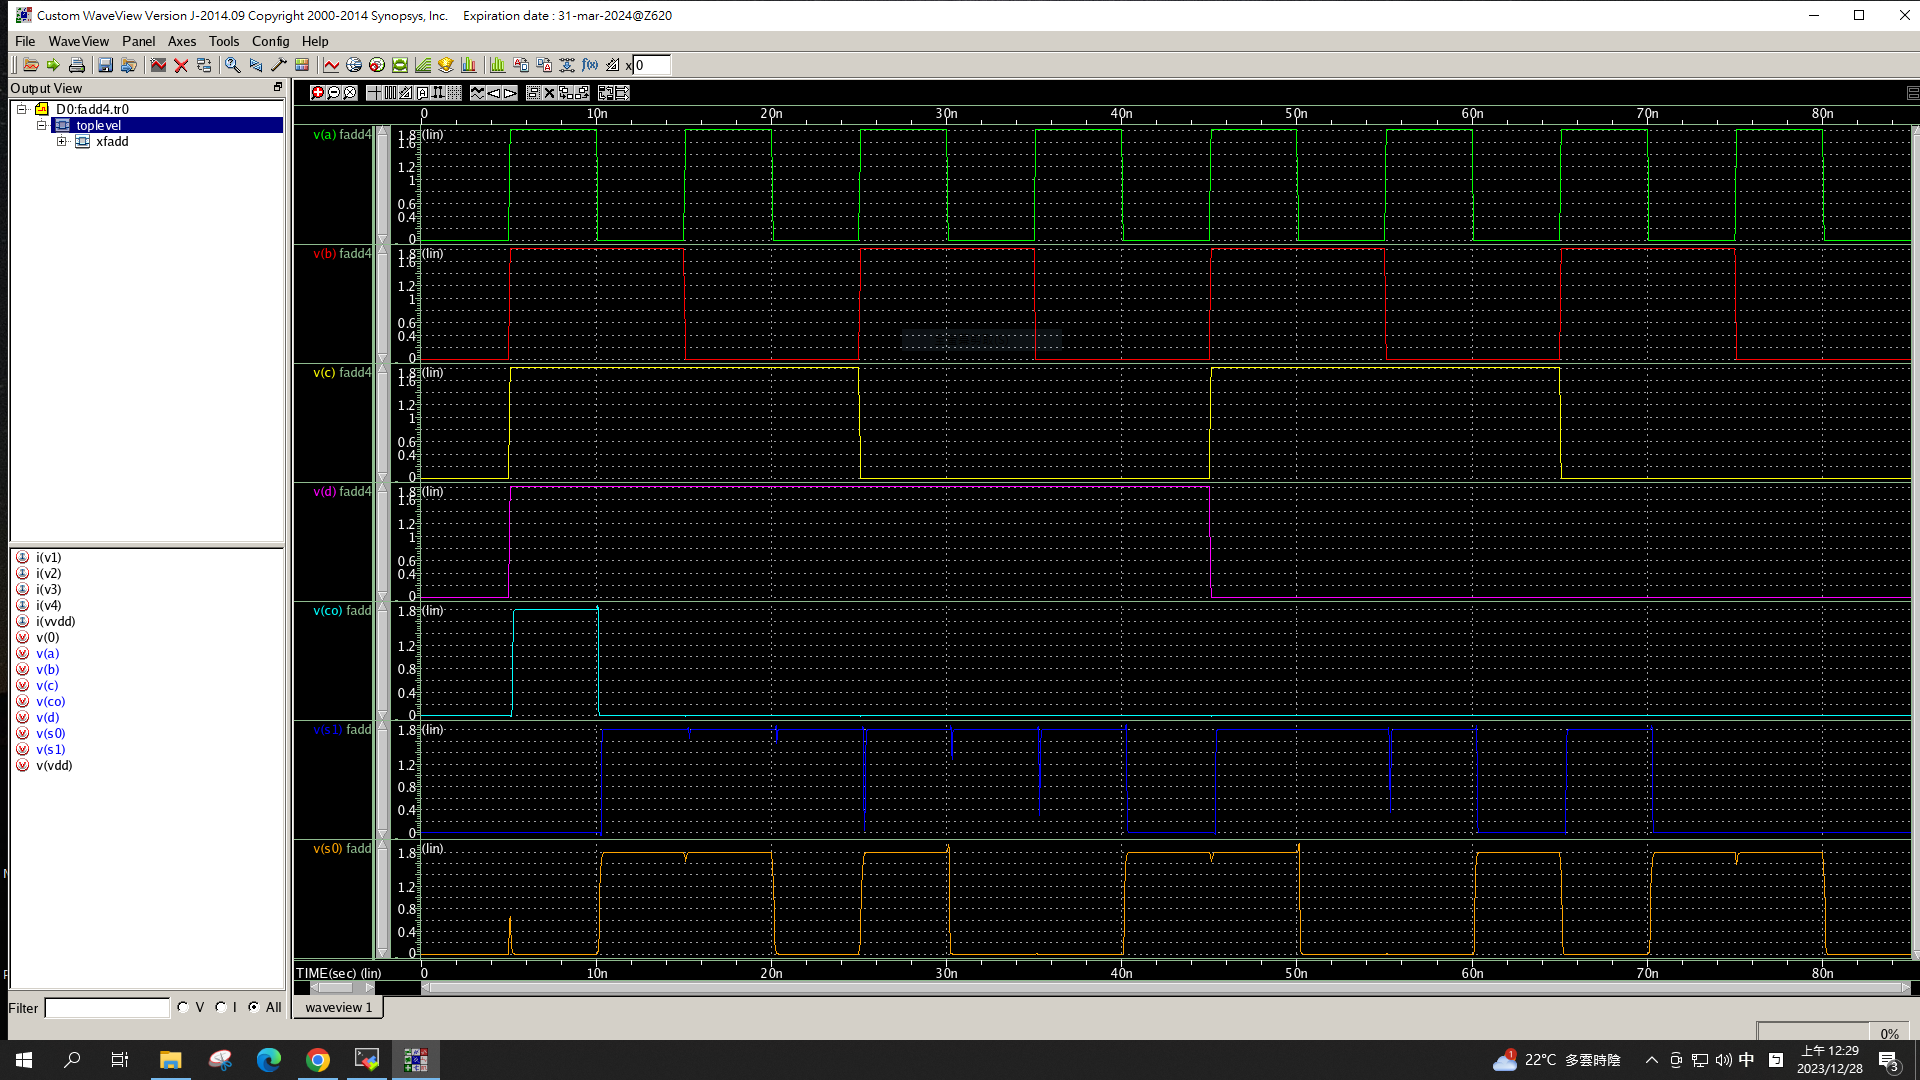 Custom WaveView Version J-2014.09 Copyright 2000-2014 Synopsys, Inc. Expiration date : 31-mar-2024@Z620
File WaveView Panel Axes Tools Config Help
x 0
Output View
D0:fadd4.tr0
toplevel
xfadd
i(v1)
i(v2)
i(v3)
i(v4)
i(vvdd)
v(0)
v(a)
v(b)
v(c)
v(co)
v(d)
v(s0)
v(s1)
v(vdd)
Filter V I All
0 10n 20n 30n 40n 50n 60n 70n 80n
v(a) fadd4 1.8 (lin)
1.6
1.2
1
0.6
0.4
0
v(b) fadd4 1.8 (lin)
1.6
1.2
1
0.6
0.4
0
v(c) fadd4 1.8 (lin)
1.6
1.2
1
0.6
0.4
0
v(d) fadd4 1.8 (lin)
1.6
1.2
1
0.6
0.4
0
v(co) fadd 1.8 (lin)
1.2
0.8
0.4
0
v(s1) fadd 1.8 (lin)
1.2
0.8
0.4
0
v(s0) fadd 1.8 (lin)
1.2
0.8
0.4
0
TIME(sec) (lin) 0 10n 20n 30n 40n 50n 60n 70n 80n
waveview 1
0%
1 22°C 多雲時陰 中 上午 12:29
2023/12/28 3